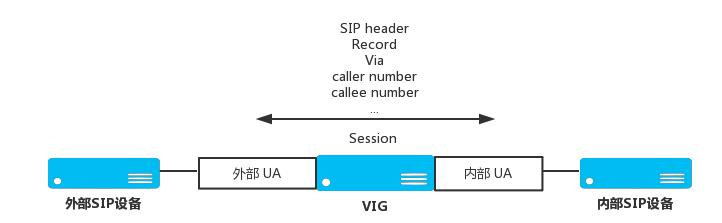 SIP header
Record
Via
caller number
callee number
...
Session
外部 UA
内部 UA
外部SIP设备
VIG
内部SIP设备